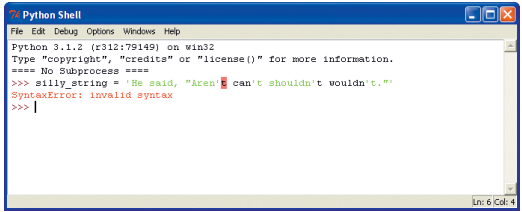 Python Shell
File Edit Debug Options Windows Help
Python 3.1.2 (r312:79149) on win32
Type "copyright", "credits" or "license()" for more information.
==== No Subprocess ====
>>> silly_string = 'He said, "Aren't can't shouldn't wouldn't."'
SyntaxError: invalid syntax
>>>
Ln: 6 Col: 4